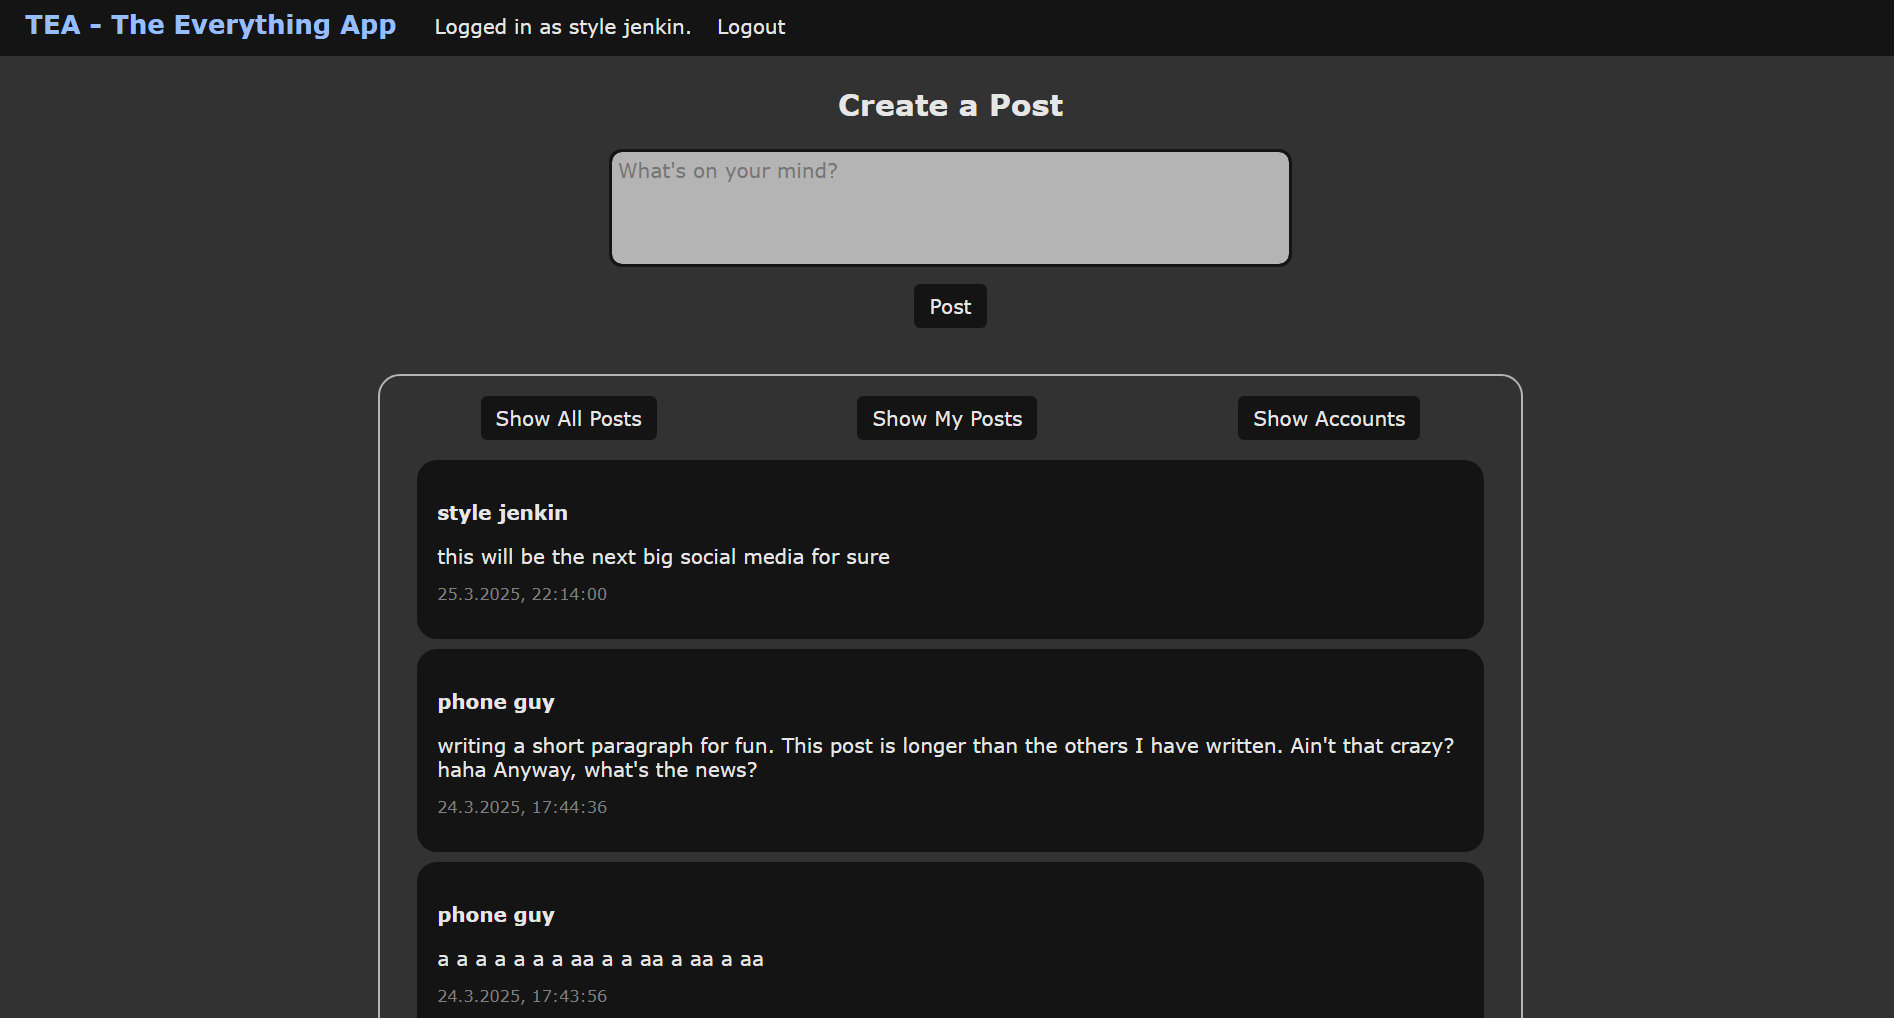 TEA – The Everything App
Logged in as style jenkin.
Logout
Create a Post
What's on your mind?
Post
Show All Posts
Show My Posts
Show Accounts
style jenkin
this will be the next big social media for sure
25.3.2025, 22:14:00
phone guy
writing a short paragraph for fun. This post is longer than the others I have written. Ain't that crazy?
haha Anyway, what's the news?
24.3.2025, 17:44:36
phone guy
a a a a a a a aa a a aa a aa a aa
24.3.2025, 17:43:56